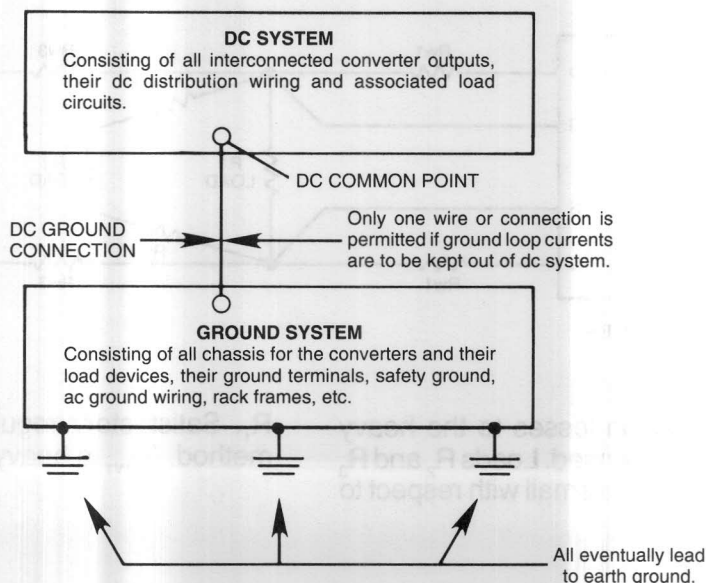 DC SYSTEM
Consisting of all interconnected converter outputs,
their dc distribution wiring and associated load
circuits.
DC COMMON POINT
DC GROUND
CONNECTION
Only one wire or connection is
permitted if ground loop currents
are to be kept out of dc system.
GROUND SYSTEM
Consisting of all chassis for the converters and their
load devices, their ground terminals, safety ground,
ac ground wiring, rack frames, etc.
All eventually lead
to earth ground.